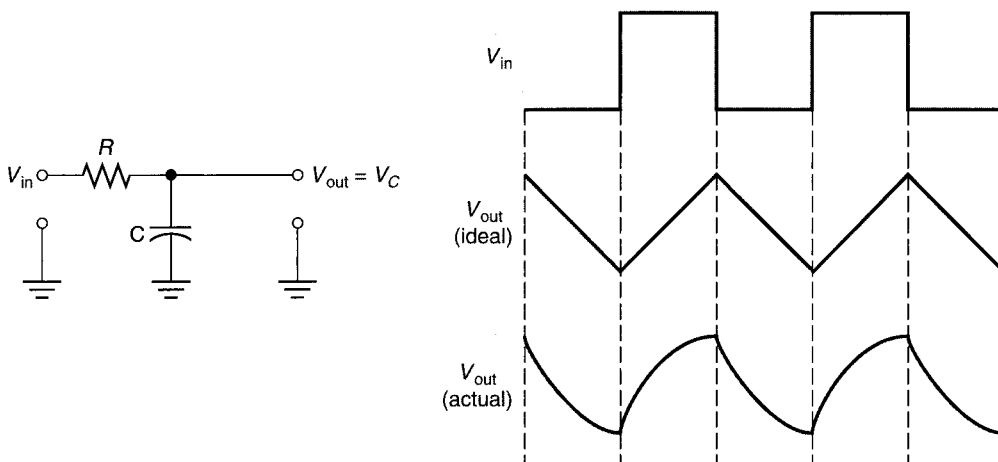 V_in
R
C
V_out = V_C
V_in
V_out
(ideal)
V_out
(actual)